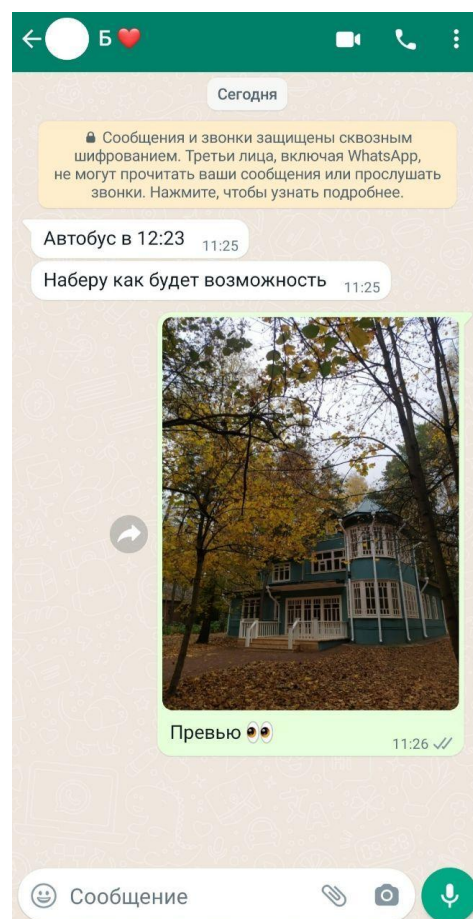 Б ❤️
Сегодня
🔒 Сообщения и звонки защищены сквозным
шифрованием. Третьи лица, включая WhatsApp,
не могут прочитать ваши сообщения или прослушать
звонки. Нажмите, чтобы узнать подробнее.
Автобус в 12:23 11:25
Наберу как будет возможность 11:25
Превью 👀 11:26
Сообщение